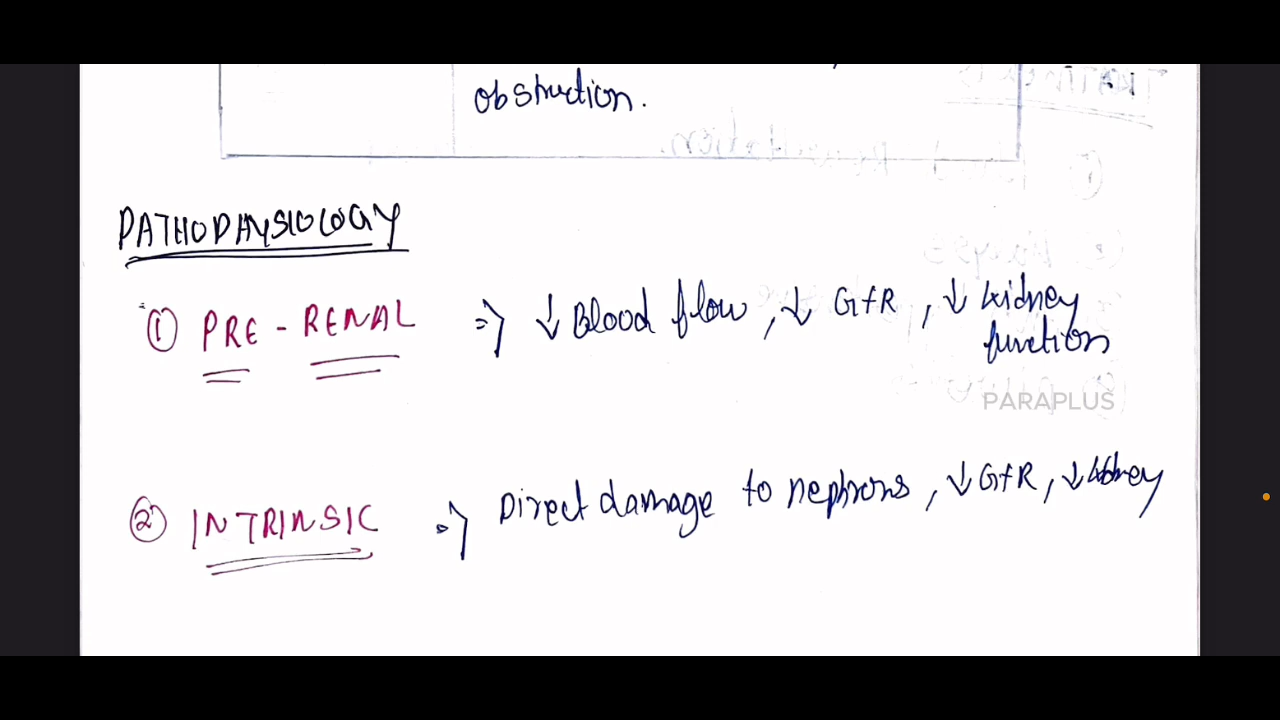 obstruction.
PATHOPHYSIOLOGY
① PRE - RENAL ⇒ ↓ Blood flow, ↓ GFR, ↓ kidney
function
PARAPLUS
② INTRINSIC ⇒ Direct damage to nephrons, ↓ GFR, ↓ kidney